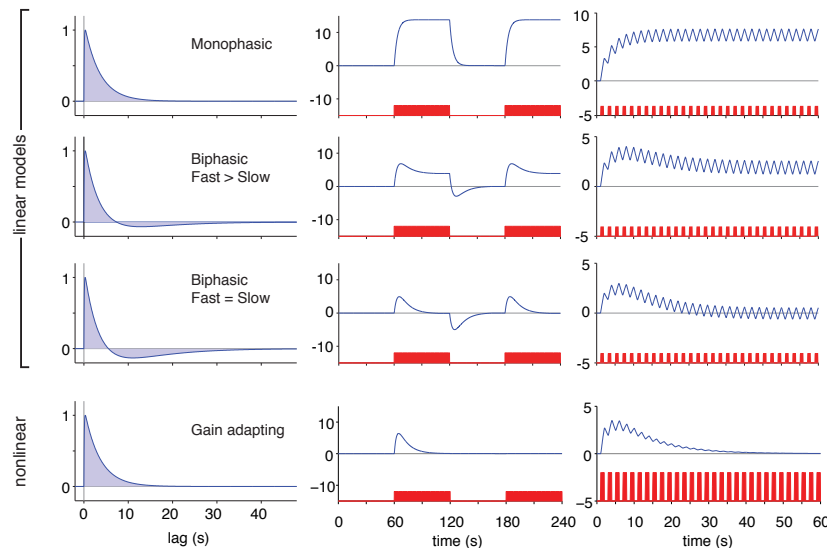 linear models
nonlinear
Monophasic
1
0
10
0
-10
10
5
0
-5
Biphasic
Fast > Slow
1
0
10
0
-10
5
0
-5
Biphasic
Fast = Slow
1
0
10
0
-10
5
0
-5
Gain adapting
1
0
10
0
−10
5
0
−5
0 10 20 30 40
0 60 120 180 240
0 10 20 30 40 50 60
lag (s)
time (s)
time (s)